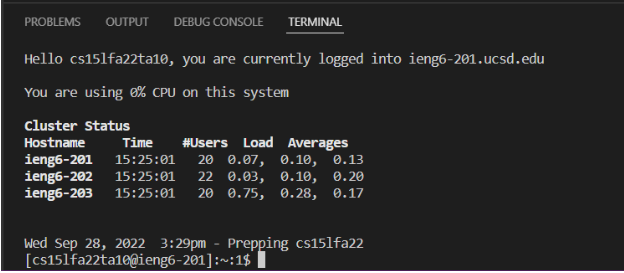 PROBLEMS OUTPUT DEBUG CONSOLE TERMINAL
Hello cs15lfa22ta10, you are currently logged into ieng6-201.ucsd.edu
You are using 0% CPU on this system
Cluster Status
Hostname Time #Users Load Averages
ieng6-201 15:25:01 20 0.07, 0.10, 0.13
ieng6-202 15:25:01 22 0.03, 0.10, 0.20
ieng6-203 15:25:01 20 0.75, 0.28, 0.17
Wed Sep 28, 2022 3:29pm - Prepping cs15lfa22
[cs15lfa22ta10@ieng6-201]:~:1$